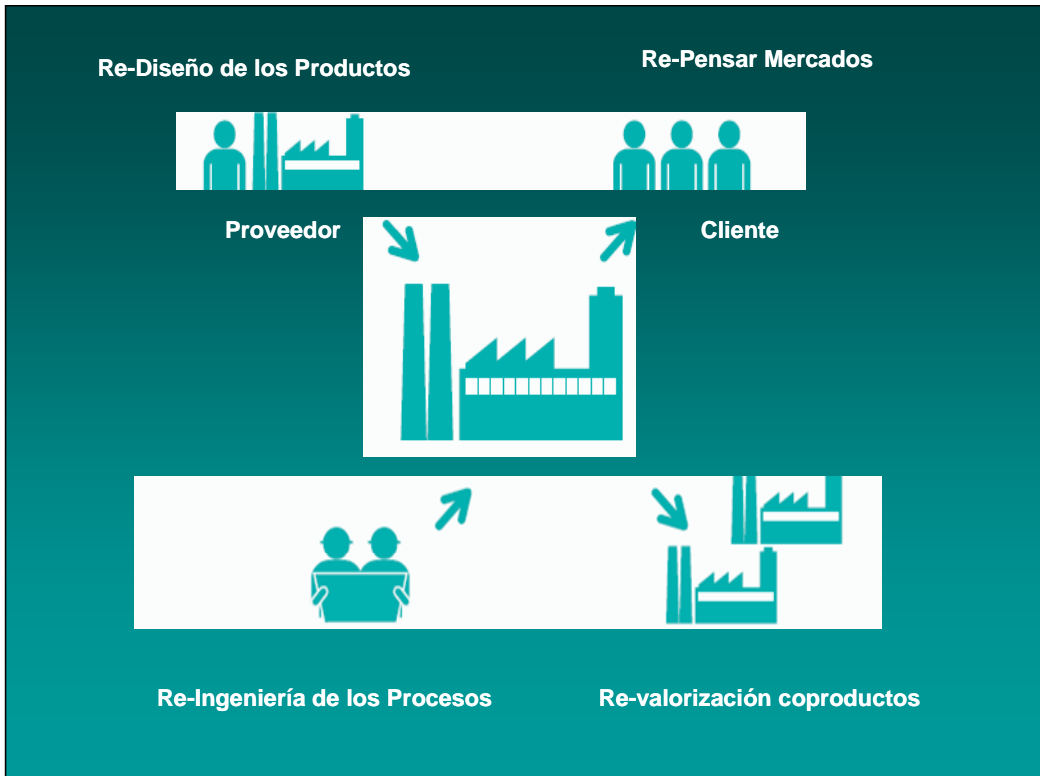 Re-Diseño de los Productos
Re-Pensar Mercados
Proveedor
Cliente
Re-Ingeniería de los Procesos
Re-valorización coproductos